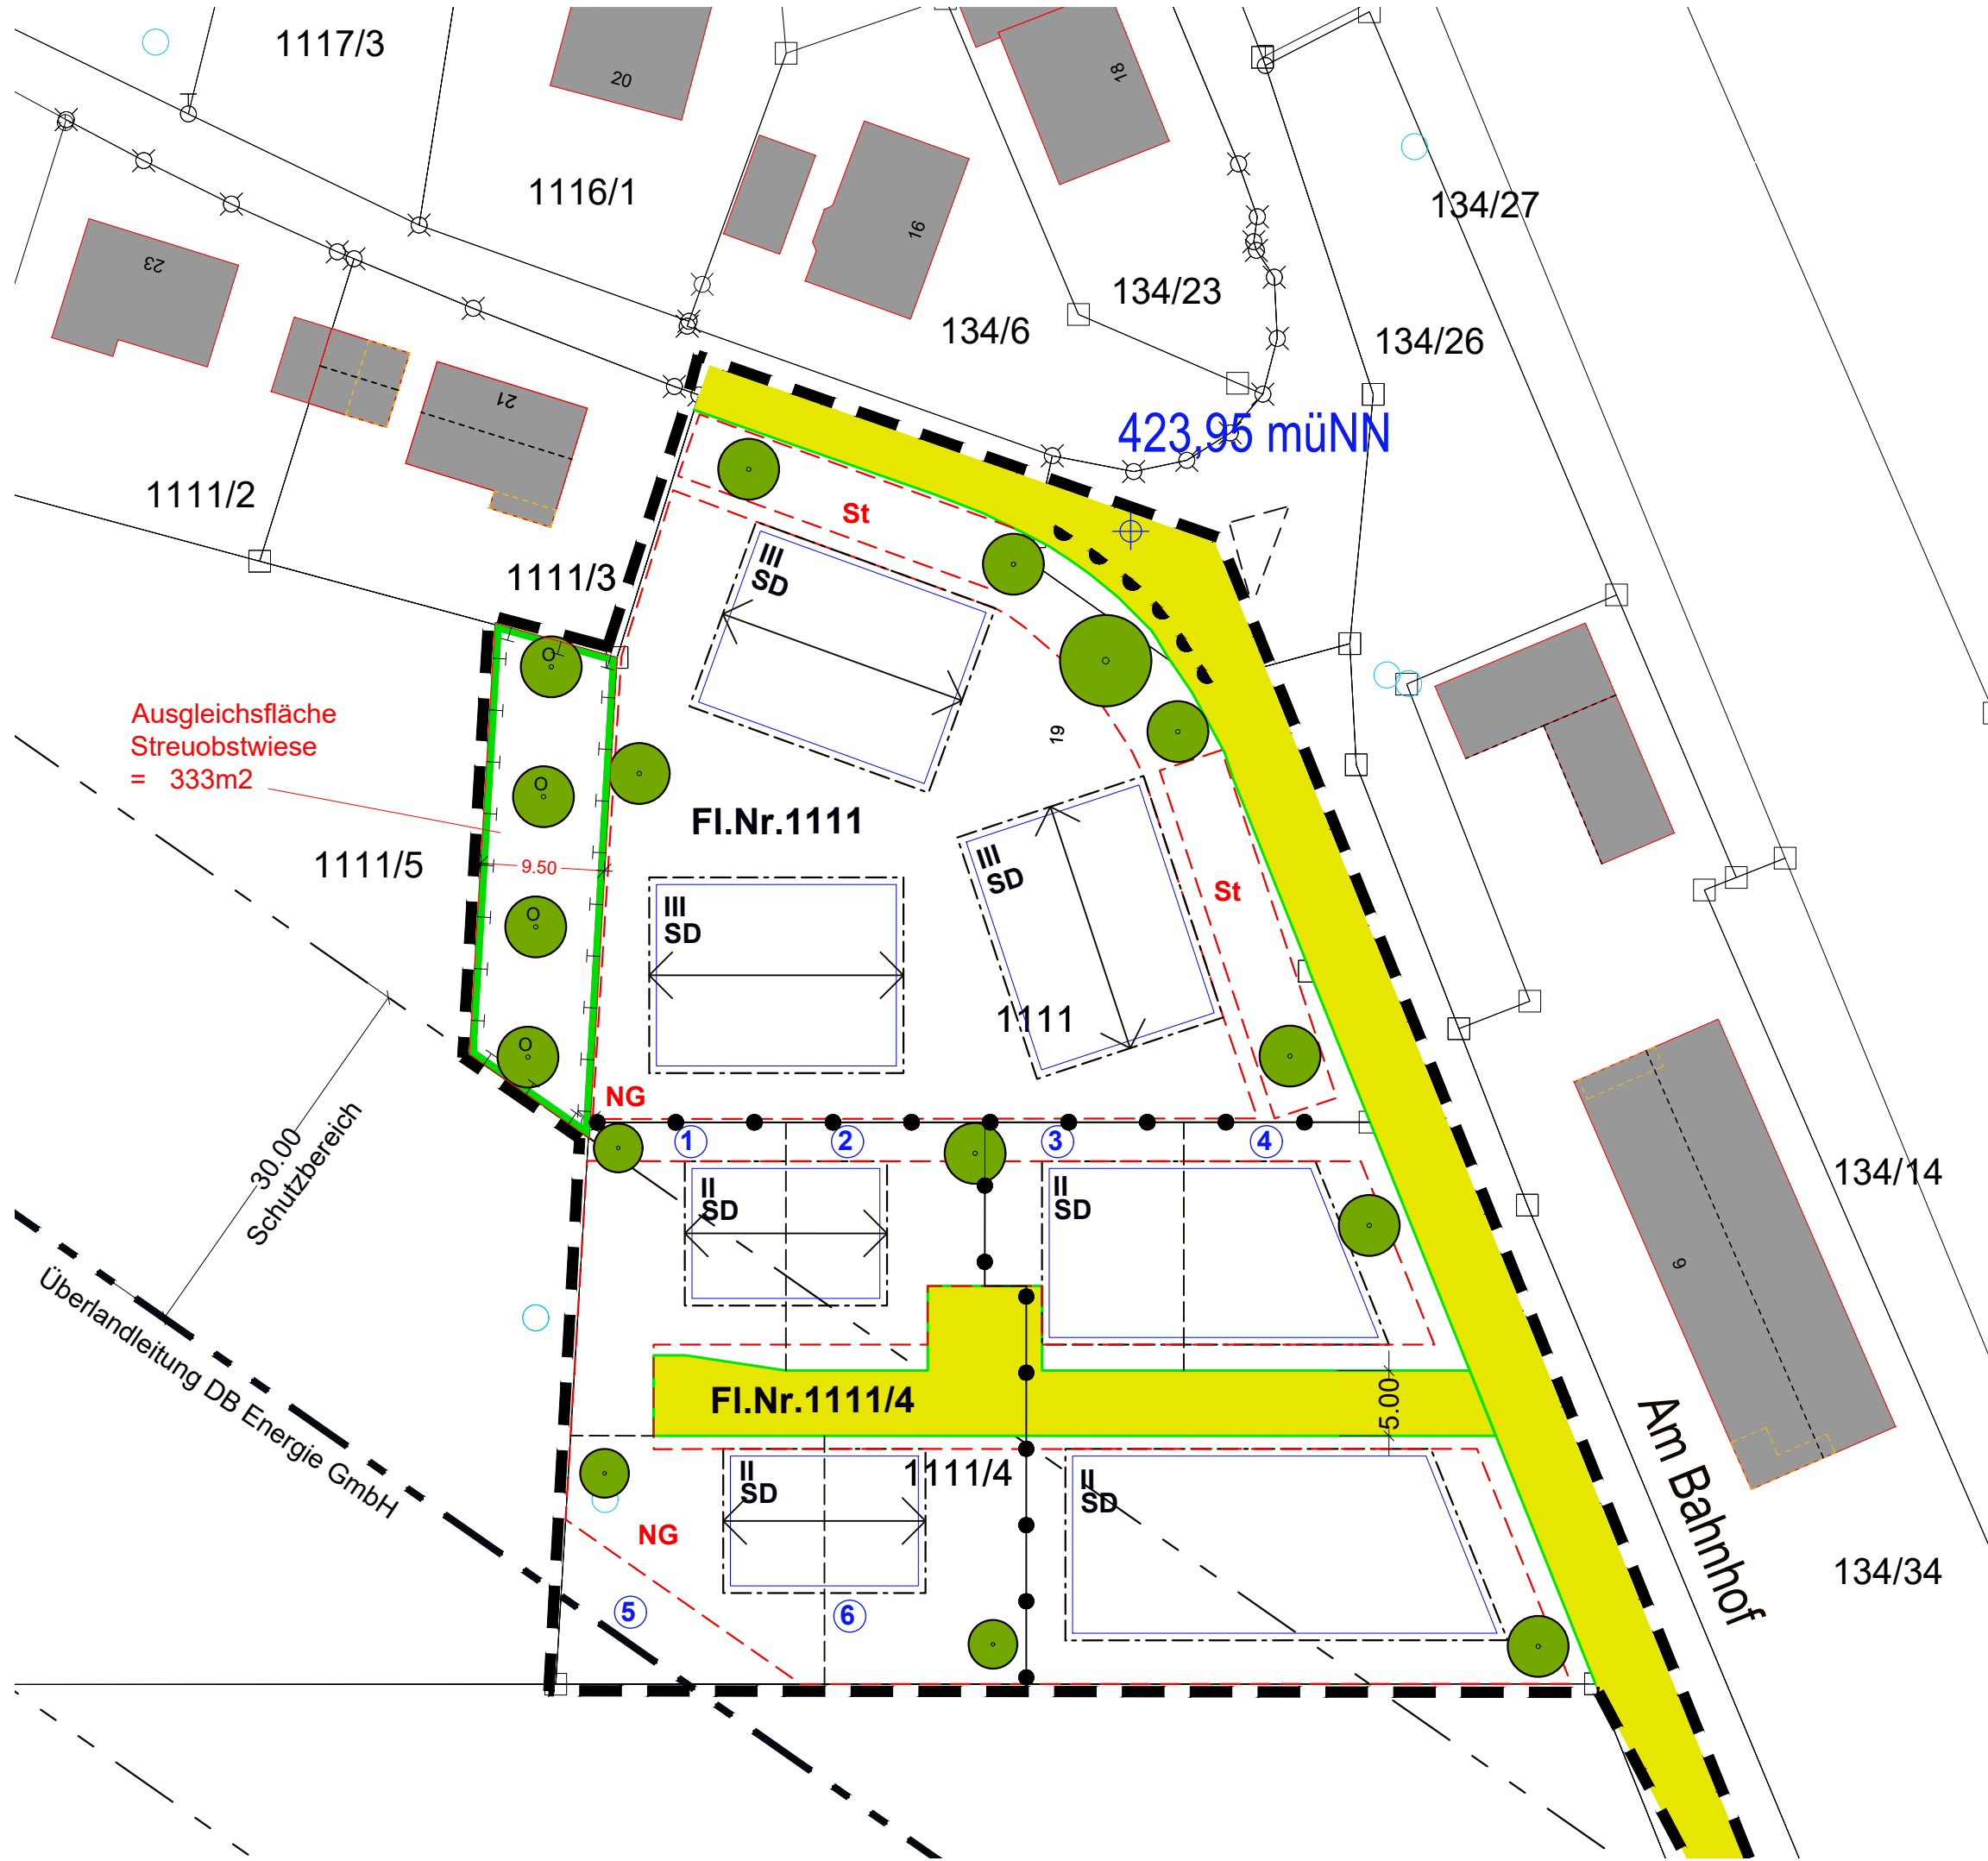 1117/3
20
18
1116/1
134/27
16
23
134/23
134/6
134/26
21
423,95 müNN
1111/2
St
III
SD
1111/3
Ausgleichsfläche
Streuobstwiese
= 333m2
O
19
O
Fl.Nr.1111
1111/5
9.50
III
SD
St
III
SD
O
1111
O
NG
30.00
Schutzbereich
1
2
3
4
134/14
II
SD
II
SD
9
Überlandleitung DB Energie GmbH
Fl.Nr.1111/4
5.00
Am Bahnhof
II
SD
1111/4
II
SD
NG
134/34
5
6